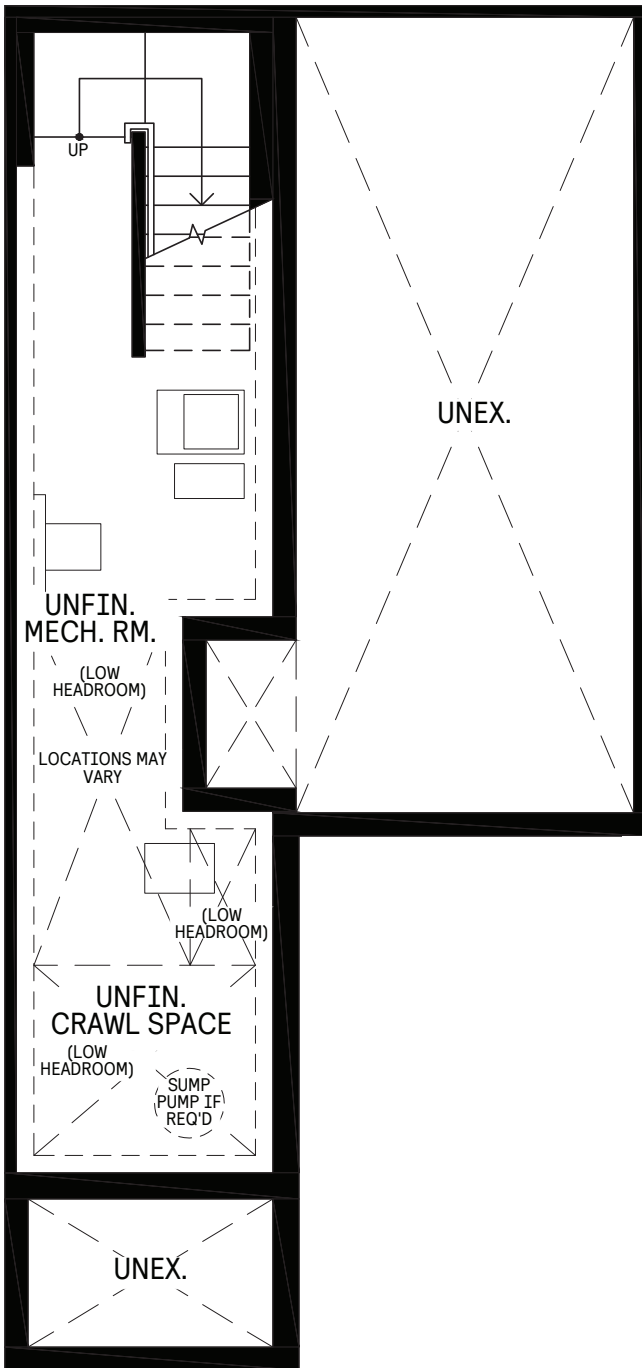 UP
UNEX.
UNFIN.
MECH. RM.
(LOW
HEADROOM)
LOCATIONS MAY
VARY
(LOW
HEADROOM)
UNFIN.
CRAWL SPACE
(LOW
HEADROOM)
SUMP
PUMP IF
REQ'D
UNEX.